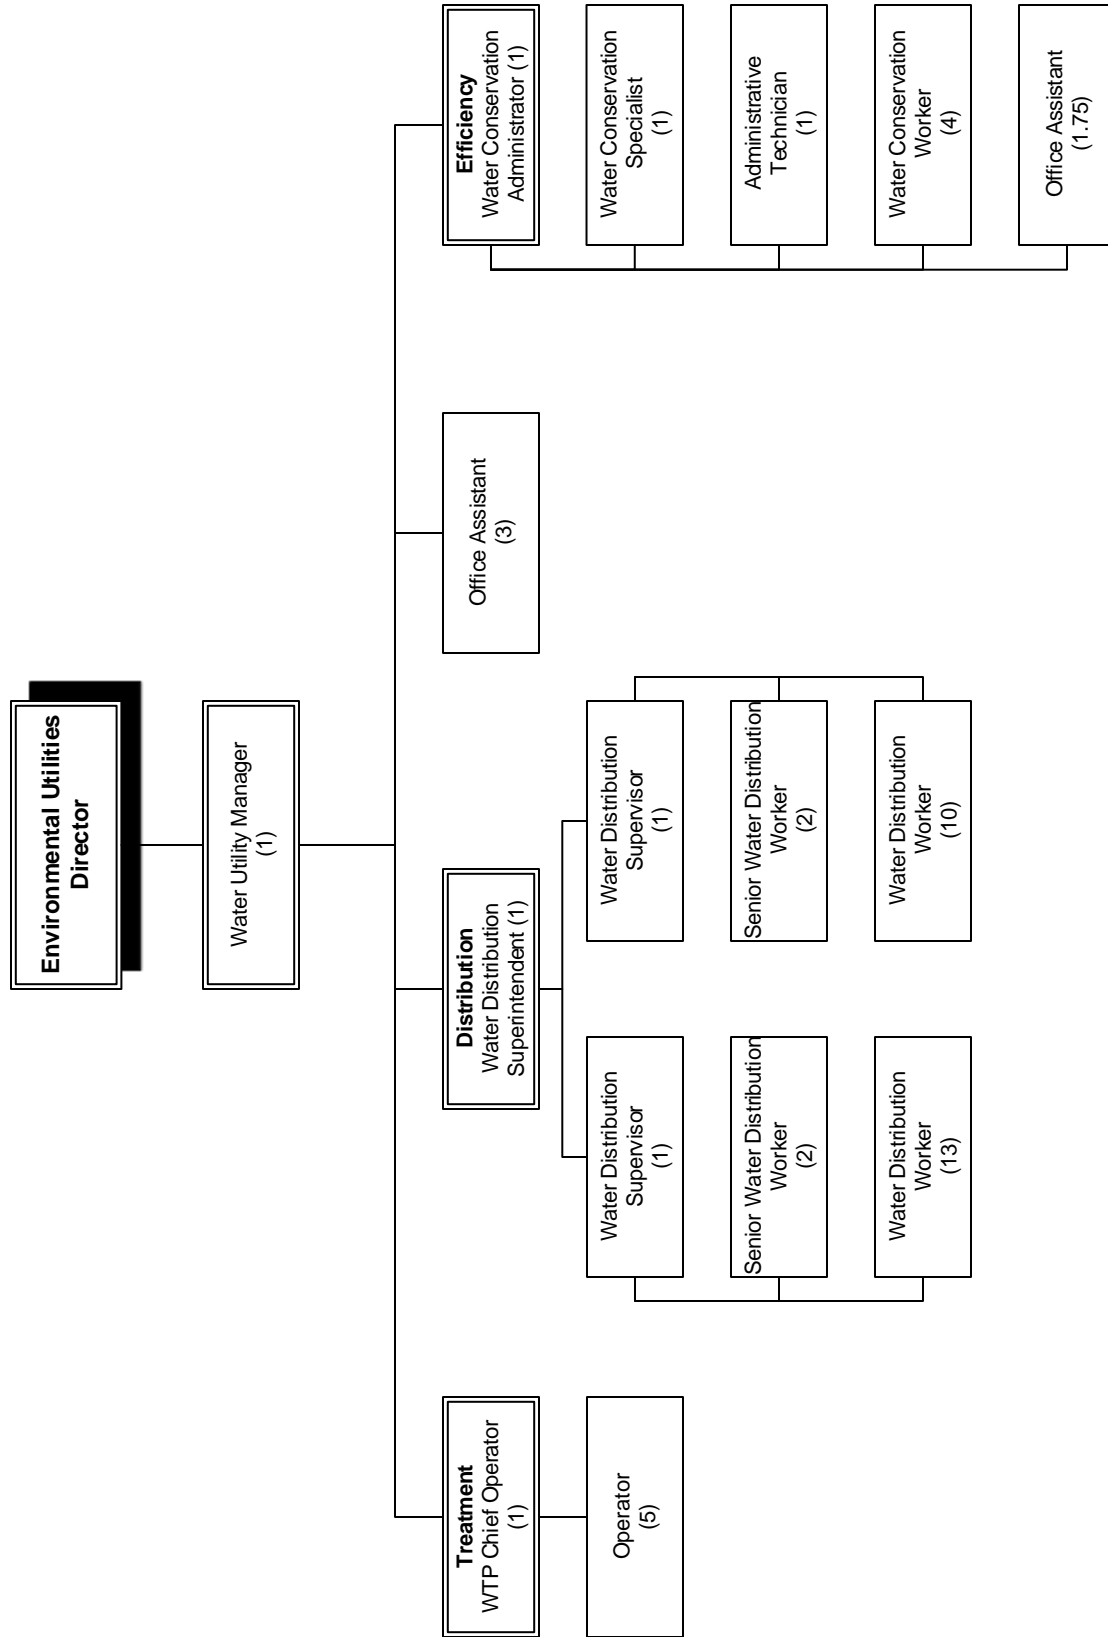 Environmental Utilities
Director
Water Utility Manager
(1)
Treatment
WTP Chief Operator
(1)
Operator
(5)
Distribution
Water Distribution
Superintendent (1)
Water Distribution
Supervisor
(1)
Senior Water Distribution
Worker
(2)
Water Distribution
Worker
(13)
Water Distribution
Supervisor
(1)
Senior Water Distribution
Worker
(2)
Water Distribution
Worker
(10)
Office Assistant
(3)
Efficiency
Water Conservation
Administrator (1)
Water Conservation
Specialist
(1)
Administrative
Technician
(1)
Water Conservation
Worker
(4)
Office Assistant
(1.75)